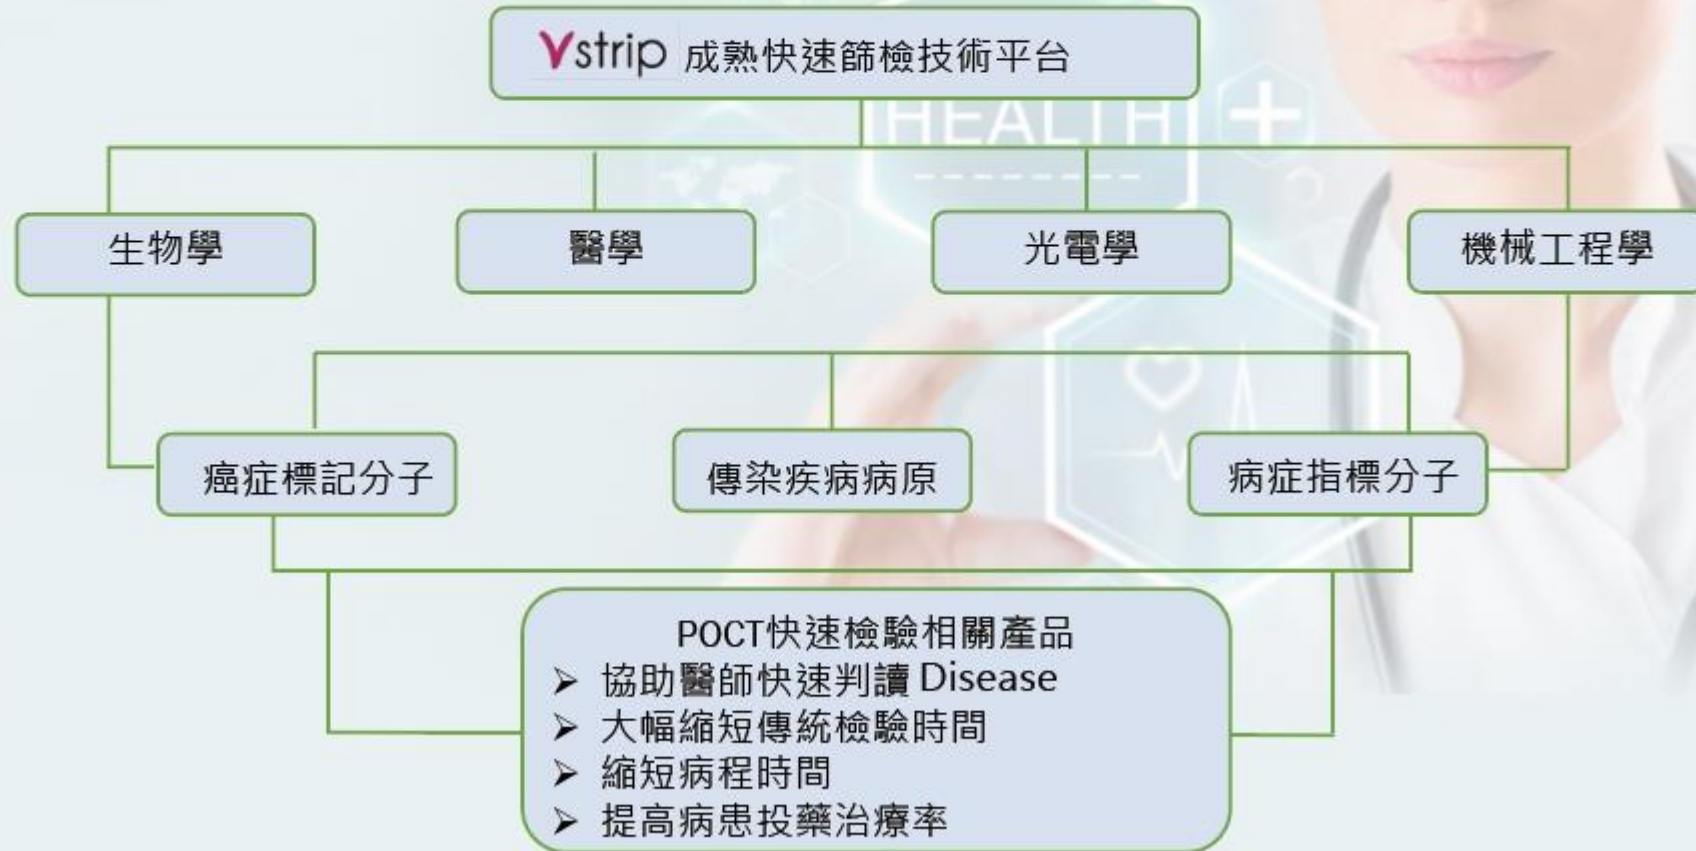 Vstrip 成熟快速篩檢技術平台
HEALTH
生物學
醫學
光電學
機械工程學
癌症標記分子
傳染疾病病原
病症指標分子
POCT快速檢驗相關產品
➢ 協助醫師快速判讀 Disease
➢ 大幅縮短傳統檢驗時間
➢ 縮短病程時間
➢ 提高病患投藥治療率